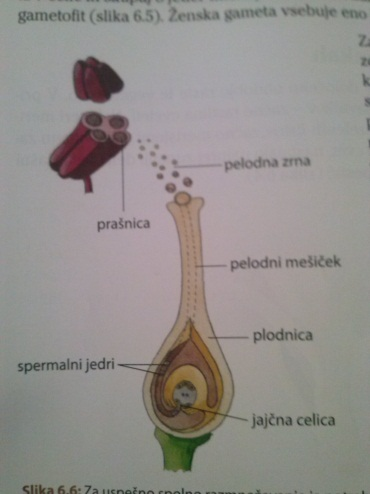 gametofit (slika 6.5). Ženska gameta vsebuje eno
pelodna zrna
prašnica
pelodni mešiček
plodnica
spermalni jedri
jajčna celica
Slika 6.6: Za uspešno spolno